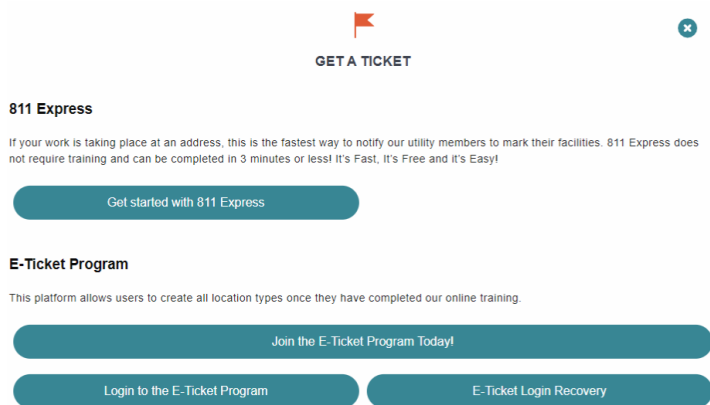 GET A TICKET
811 Express
If your work is taking place at an address, this is the fastest way to notify our utility members to mark their facilities. 811 Express does
not require training and can be completed in 3 minutes or less! It's Fast, It's Free and it's Easy!
Get started with 811 Express
E-Ticket Program
This platform allows users to create all location types once they have completed our online training.
Join the E-Ticket Program Today!
Login to the E-Ticket Program
E-Ticket Login Recovery